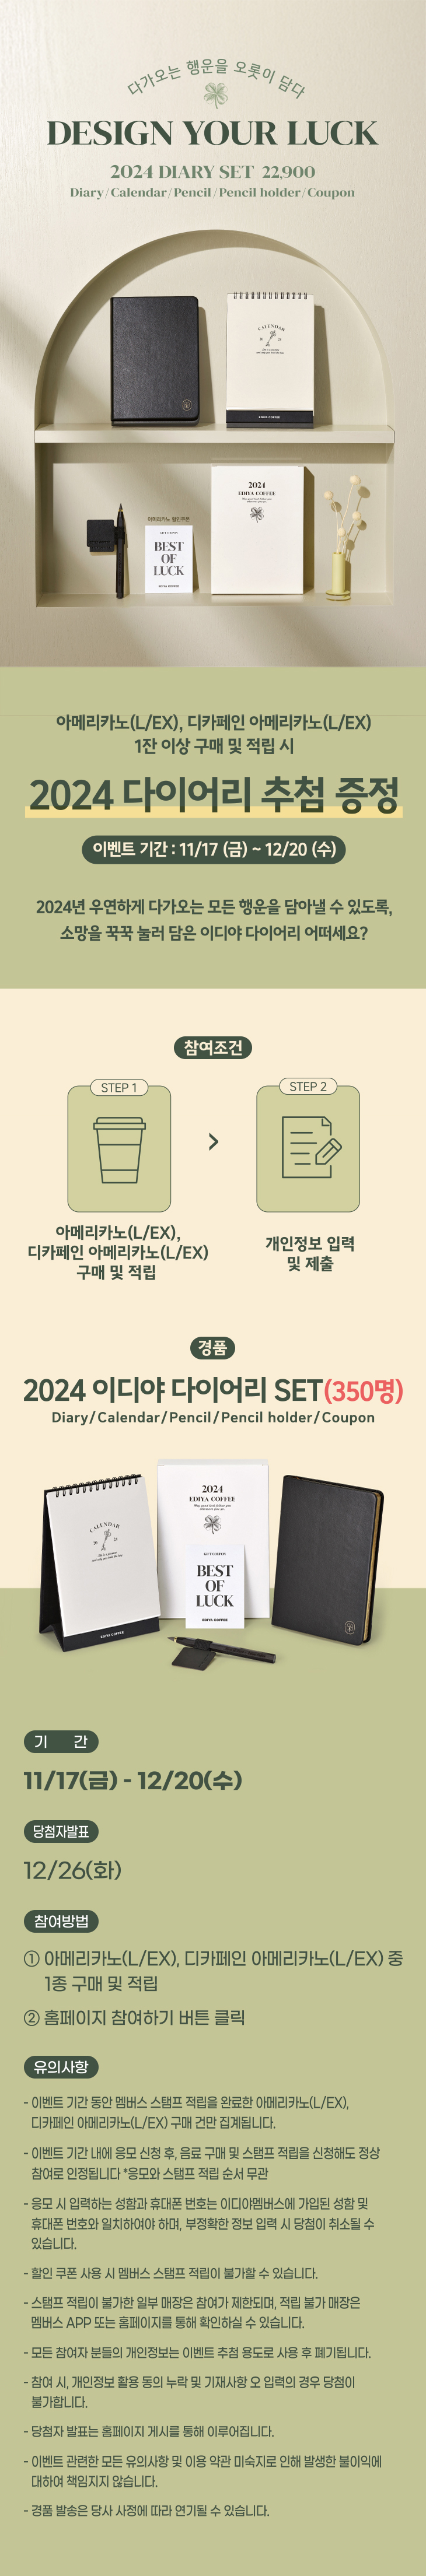 다가오는 행운을 오롯이 담다
DESIGN YOUR LUCK
2024 DIARY SET 22,900
Diary/Calendar/Pencil/Pencil holder/Coupon
CALENDAR
EDIYA COFFEE
2024
EDIYA COFFEE
아메리카노 할인쿠폰
GIFT COUPON
BEST
OF
LUCK
EDIYA COFFEE
아메리카노(L/EX), 디카페인 아메리카노(L/EX)
1잔 이상 구매 및 적립 시
2024 다이어리 추첨 증정
이벤트 기간 : 11/17 (금) ~ 12/20 (수)
2024년 우연하게 다가오는 모든 행운을 담아낼 수 있도록,
소망을 꾹꾹 눌러 담은 이디야 다이어리 어떠세요?
참여조건
STEP 1
STEP 2
아메리카노(L/EX),
디카페인 아메리카노(L/EX)
구매 및 적립
개인정보 입력
및 제출
경품
2024 이디야 다이어리 SET(350명)
Diary/Calendar/Pencil/Pencil holder/Coupon
CALENDAR
20 24
EDIYA COFFEE
2024
EDIYA COFFEE
GIFT COUPON
BEST
OF
LUCK
EDIYA COFFEE
기 간
11/17(금) - 12/20(수)
당첨자발표
12/26(화)
참여방법
① 아메리카노(L/EX), 디카페인 아메리카노(L/EX) 중
1종 구매 및 적립
② 홈페이지 참여하기 버튼 클릭
유의사항
- 이벤트 기간 동안 멤버스 스탬프 적립을 완료한 아메리카노(L/EX),
디카페인 아메리카노(L/EX) 구매 건만 집계됩니다.
- 이벤트 기간 내에 응모 신청 후, 음료 구매 및 스탬프 적립을 신청해도 정상
참여로 인정됩니다 *응모와 스탬프 적립 순서 무관
- 응모 시 입력하는 성함과 휴대폰 번호는 이디야멤버스에 가입된 성함 및
휴대폰 번호와 일치하여야 하며, 부정확한 정보 입력 시 당첨이 취소될 수
있습니다.
- 할인 쿠폰 사용 시 멤버스 스탬프 적립이 불가할 수 있습니다.
- 스탬프 적립이 불가한 일부 매장은 참여가 제한되며, 적립 불가 매장은
멤버스 APP 또는 홈페이지를 통해 확인하실 수 있습니다.
- 모든 참여자 분들의 개인정보는 이벤트 추첨 용도로 사용 후 폐기됩니다.
- 참여 시, 개인정보 활용 동의 누락 및 기재사항 오 입력의 경우 당첨이
불가합니다.
- 당첨자 발표는 홈페이지 게시를 통해 이루어집니다.
- 이벤트 관련한 모든 유의사항 및 이용 약관 미숙지로 인해 발생한 불이익에
대하여 책임지지 않습니다.
- 경품 발송은 당사 사정에 따라 연기될 수 있습니다.